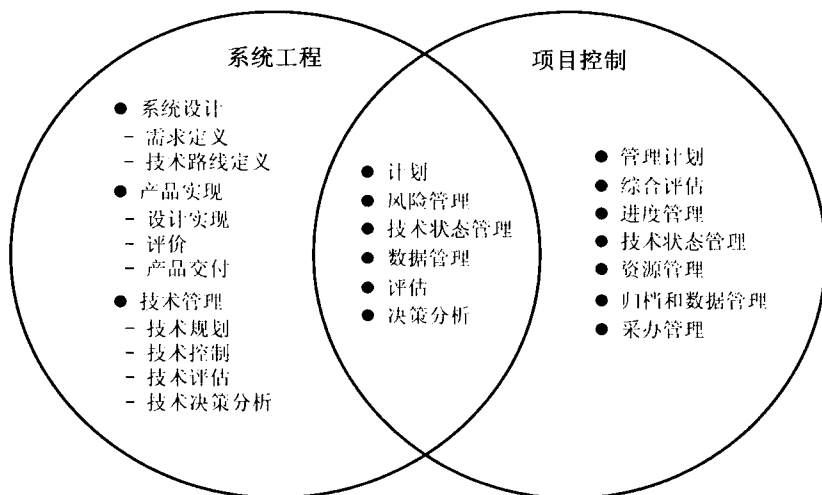 系统工程
● 系统设计
– 需求定义
– 技术路线定义
● 产品实现
– 设计实现
– 评价
– 产品交付
● 技术管理
– 技术规划
– 技术控制
– 技术评估
– 技术决策分析
● 计划
● 风险管理
● 技术状态管理
● 数据管理
● 评估
● 决策分析
项目控制
● 管理计划
● 综合评估
● 进度管理
● 技术状态管理
● 资源管理
● 归档和数据管理
● 采办管理